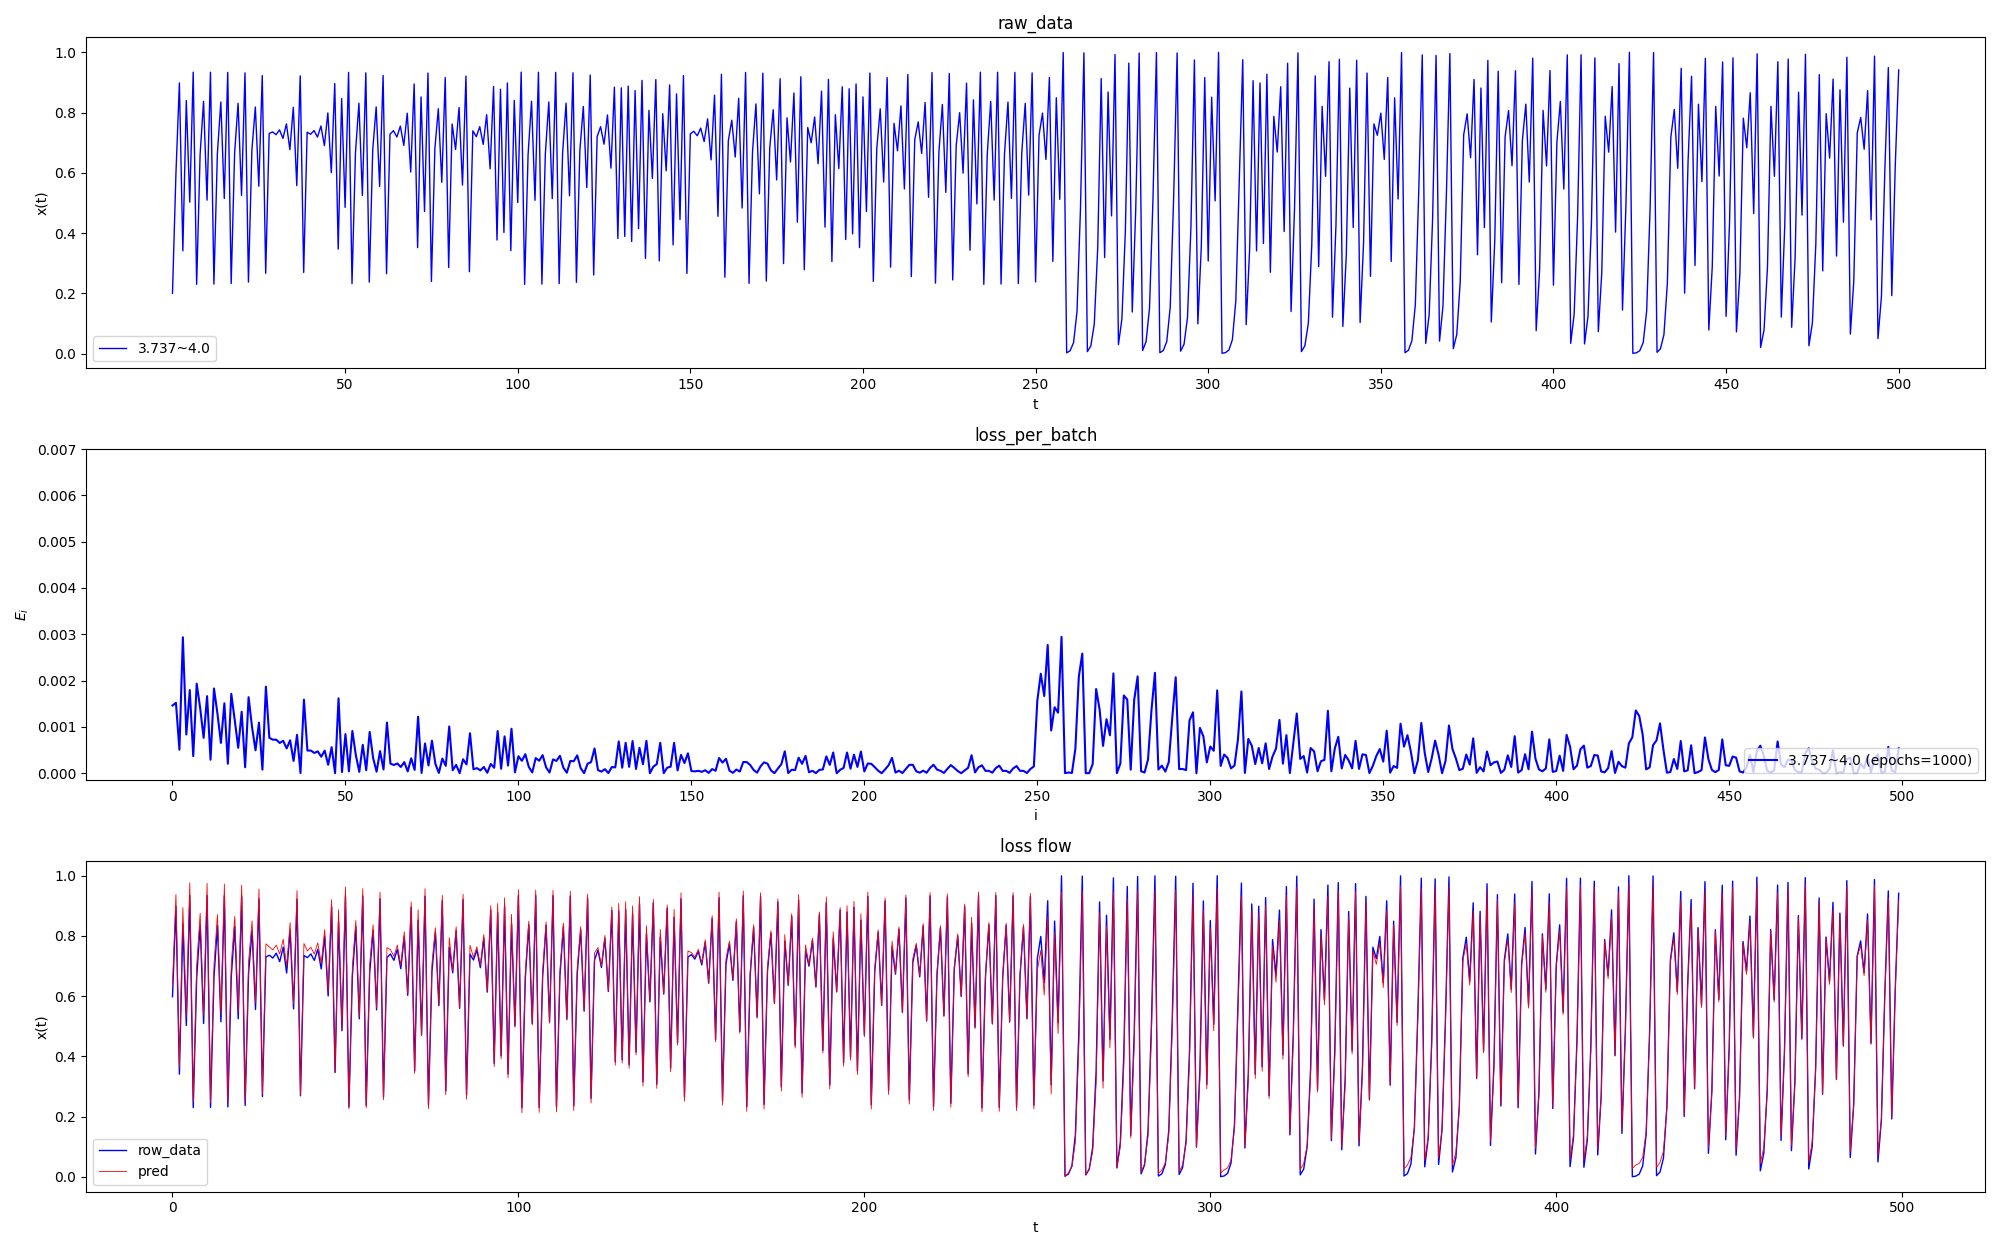 raw_data
1.0
0.8
0.6
0.4
0.2
0.0
x(t)
3.737~4.0
50 100 150 200 250 300 350 400 450 500
t
loss_per_batch
0.007
0.006
0.005
0.004
0.003
0.002
0.001
0.000
E_i
3.737~4.0 (epochs=1000)
0 50 100 150 200 250 300 350 400 450 500
i
loss flow
1.0
0.8
0.6
0.4
0.2
0.0
x(t)
row_data
pred
0 100 200 300 400 500
t